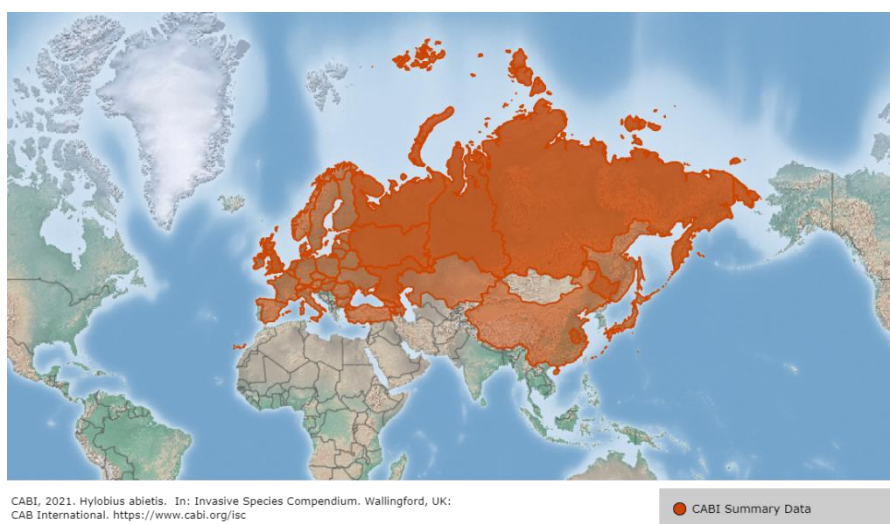 CABI, 2021. Hylobius abietis. In: Invasive Species Compendium. Wallingford, UK:
CAB International. https://www.cabi.org/isc
CABI Summary Data